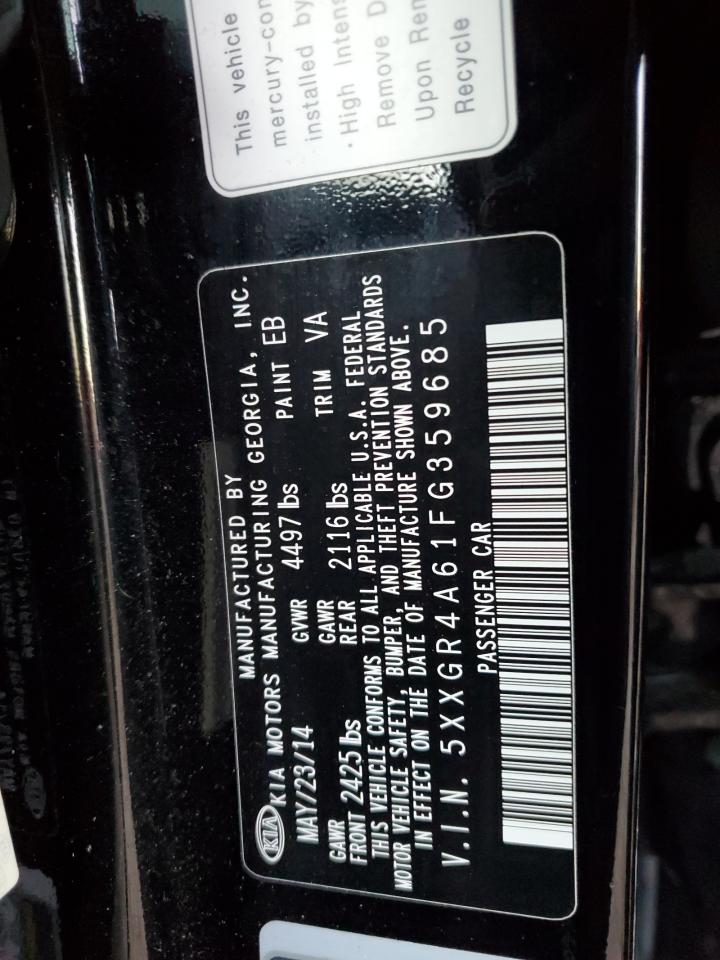 This vehicle
mercury-con
installed by
· High Intens
Remove D
Upon Rem
Recycle
KIA
MANUFACTURED BY
KIA MOTORS MANUFACTURING GEORGIA, INC.
MAY/23/14 GVWR 4497 lbs PAINT EB
GAWR FRONT 2425 lbs GAWR REAR 2116 lbs TRIM VA
THIS VEHICLE CONFORMS TO ALL APPLICABLE U.S.A. FEDERAL
MOTOR VEHICLE SAFETY, BUMPER, AND THEFT PREVENTION STANDARDS
IN EFFECT ON THE DATE OF MANUFACTURE SHOWN ABOVE.
V.I.N. 5XXGR4A61FG359685
PASSENGER CAR